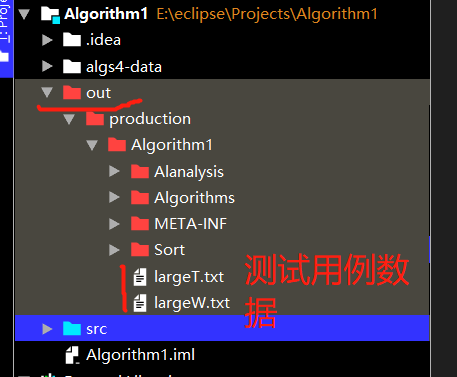 1: Proje
Algorithm1 E:\eclipse\Projects\Algorithm1
.idea
algs4-data
out
production
Algorithm1
Alanalysis
Algorithms
META-INF
Sort
largeT.txt
largeW.txt
测试用例数
据
src
Algorithm1.iml